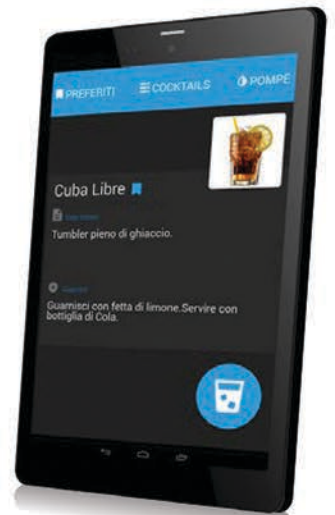 PREFERITI COCKTAILS POMPE
Cuba Libre
Tumbler pieno di ghiaccio.
Guarnisci con fetta di limone.Servire con
bottiglia di Cola.